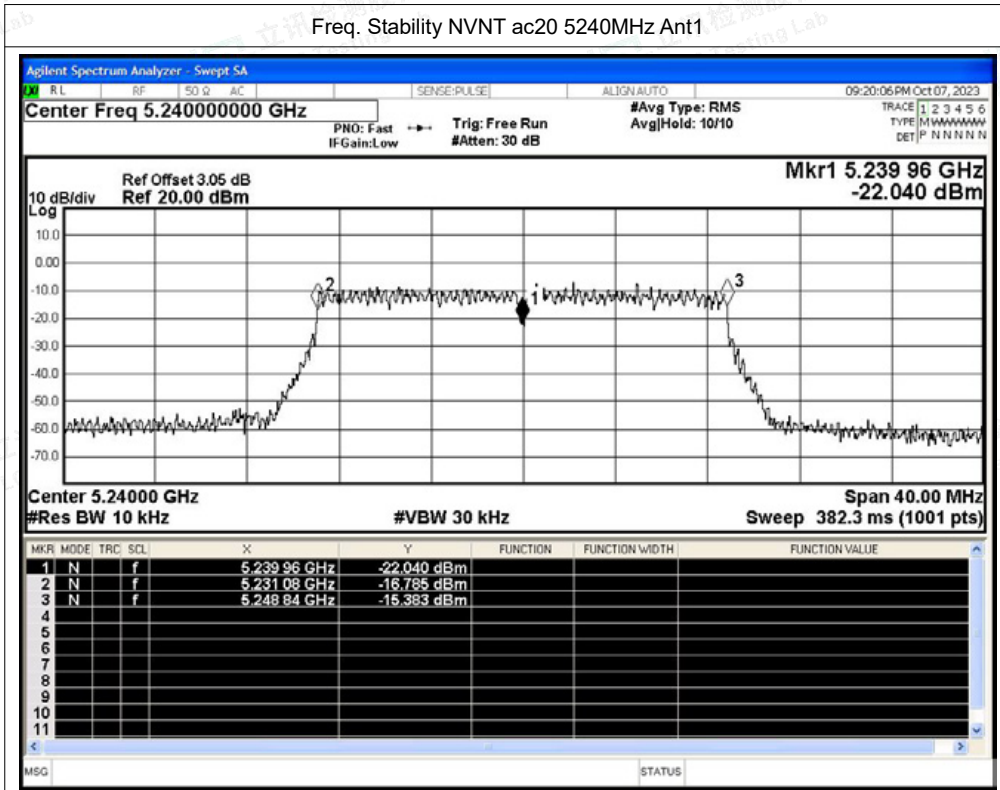 Freq. Stability NVNT ac20 5240MHz Ant1
Agilent Spectrum Analyzer - Swept SA
RL RF 50 Ω AC SENSE:PULSE ALIGN AUTO 09:20:06 PM Oct 07, 2023
Center Freq 5.240000000 GHz
PNO: Fast
IFGain:Low
Trig: Free Run
#Atten: 30 dB
#Avg Type: RMS
Avg|Hold: 10/10
TRACE 1 2 3 4 5 6
TYPE MWWWWW
DET P N N N N N
Mkr1 5.239 96 GHz
-22.040 dBm
Ref Offset 3.05 dB
10 dB/div Ref 20.00 dBm
Log
10.0
0.00
-10.0
-20.0
-30.0
-40.0
-50.0
-60.0
-70.0
2
1
3
Center 5.24000 GHz Span 40.00 MHz
#Res BW 10 kHz #VBW 30 kHz Sweep 382.3 ms (1001 pts)
MKR MODE TRC SCL X Y FUNCTION FUNCTION WIDTH FUNCTION VALUE
1 N f 5.239 96 GHz -22.040 dBm
2 N f 5.231 08 GHz -16.785 dBm
3 N f 5.248 84 GHz -15.383 dBm
4
5
6
7
8
9
10
11
MSG STATUS